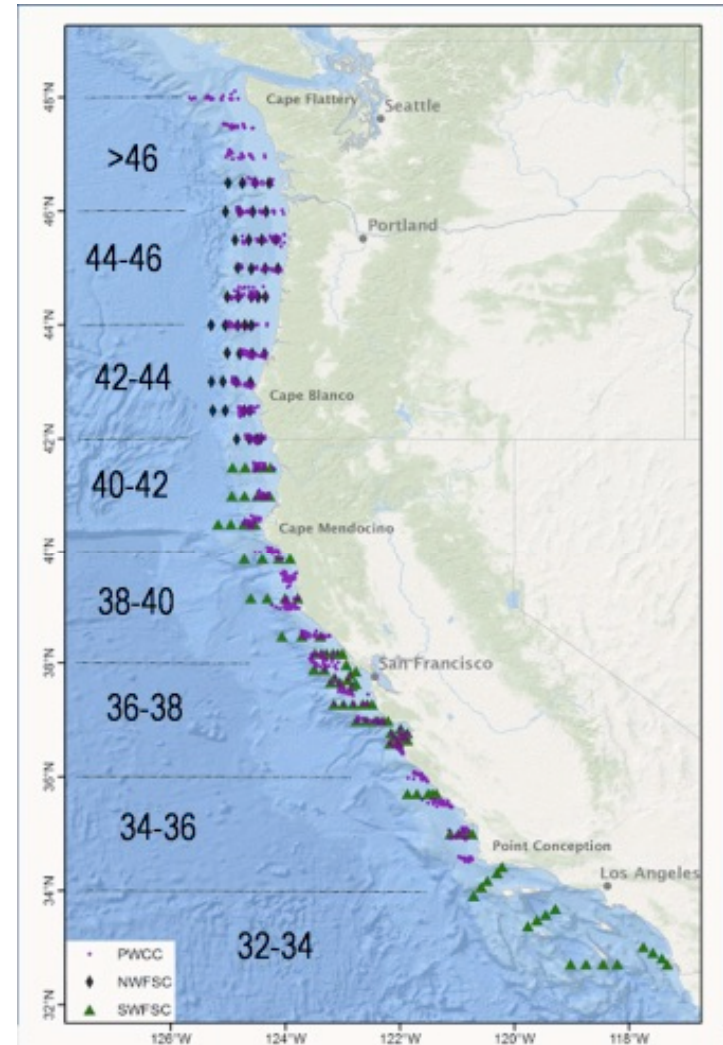 48°N
Cape Flattery
Seattle
>46
46°N
Portland
44-46
44°N
42-44
Cape Blanco
42°N
40-42
Cape Mendocino
40°N
38-40
38°N
San Francisco
36-38
36°N
34-36
Point Conception
Los Angeles
34°N
32-34
PWCC
NWFSC
SWFSC
32°N
126°W 124°W 122°W 120°W 118°W